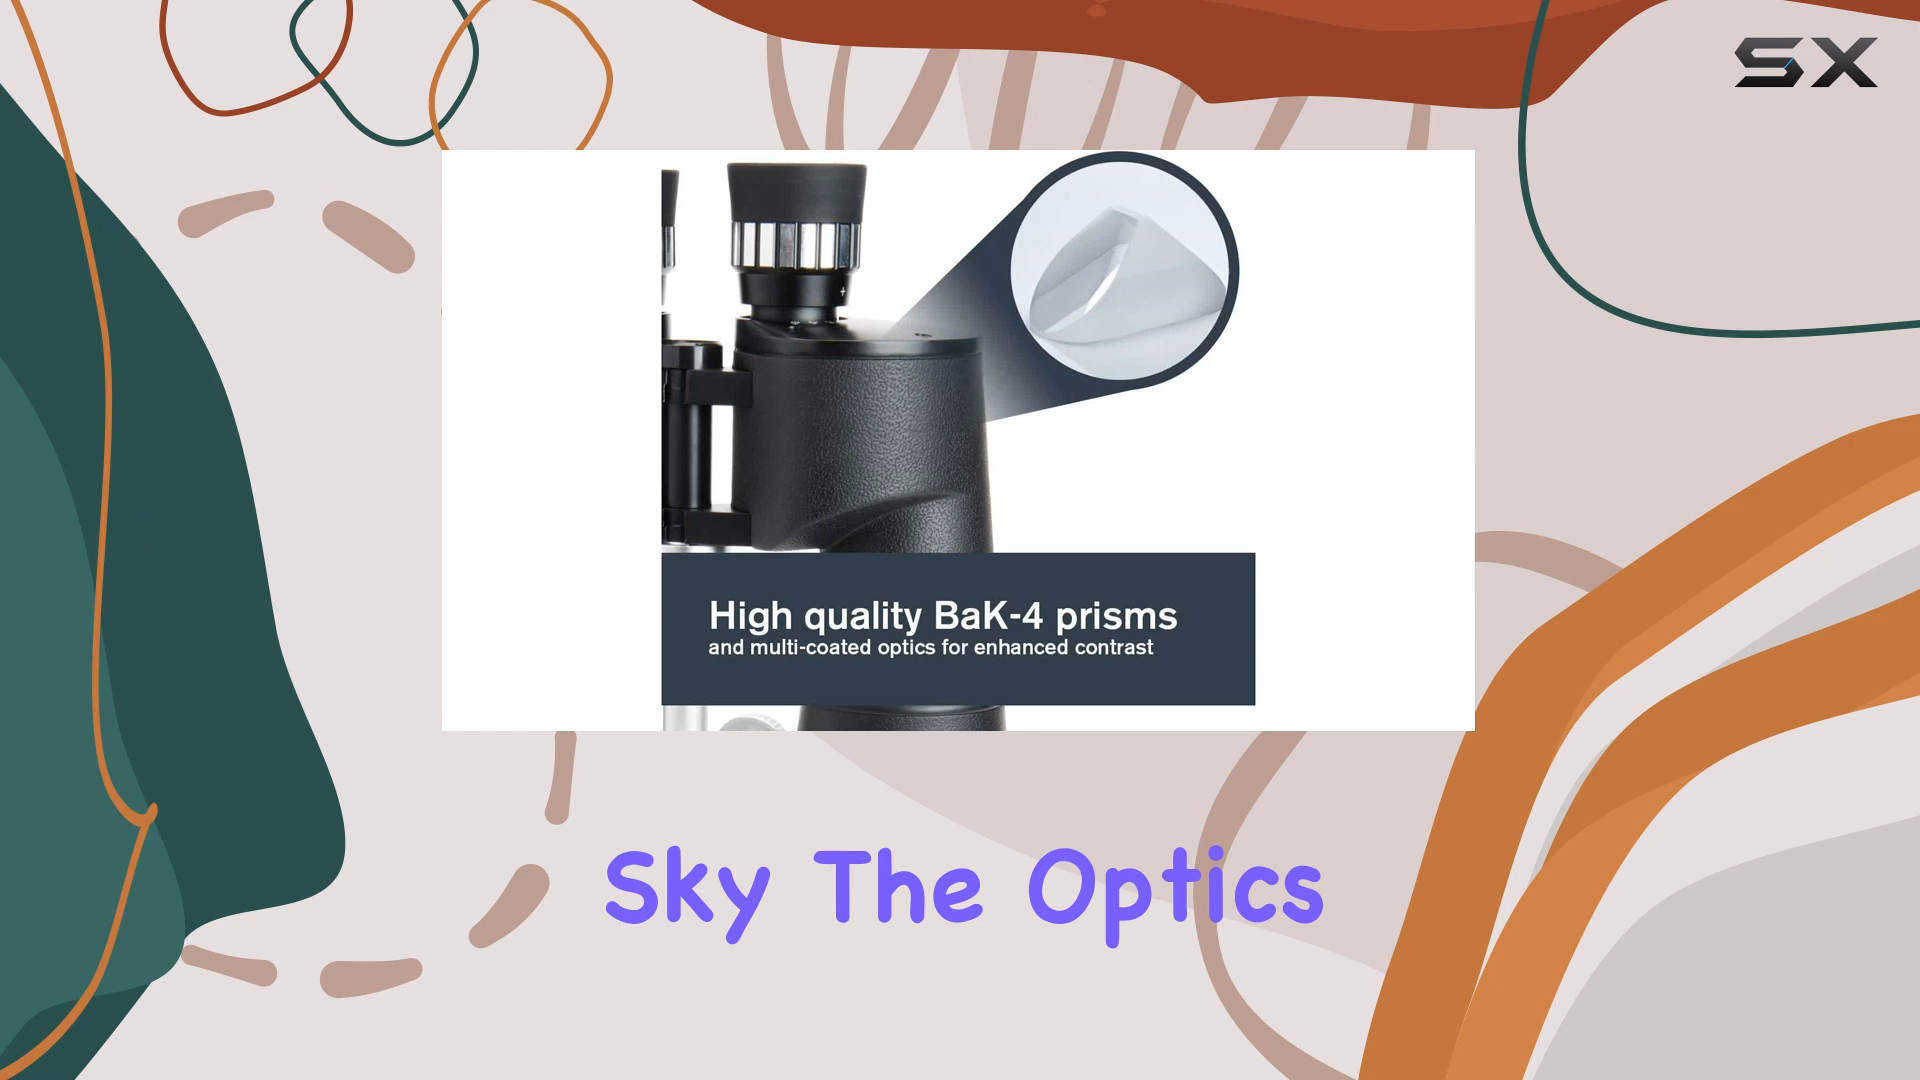 SX
High quality BaK-4 prisms
and multi-coated optics for enhanced contrast
Sky The Optics